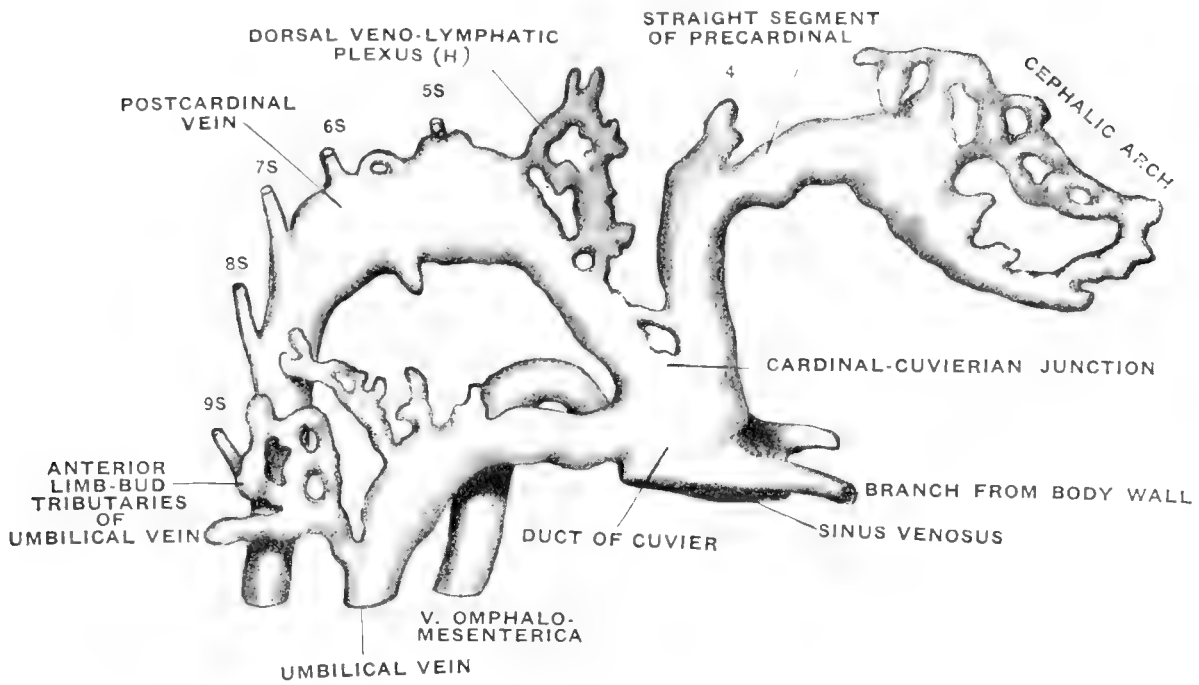 STRAIGHT SEGMENT
OF PRECARDINAL
DORSAL VENO-LYMPHATIC
PLEXUS (H)
4
CEPHALIC ARCH
POSTCARDINAL
VEIN
5S
6S
7S
8S
9S
CARDINAL-CUVIERIAN JUNCTION
ANTERIOR
LIMB-BUD
TRIBUTARIES
OF
UMBILICAL VEIN
BRANCH FROM BODY WALL
SINUS VENOSUS
DUCT OF CUVIER
V. OMPHALO-
MESENTERICA
UMBILICAL VEIN